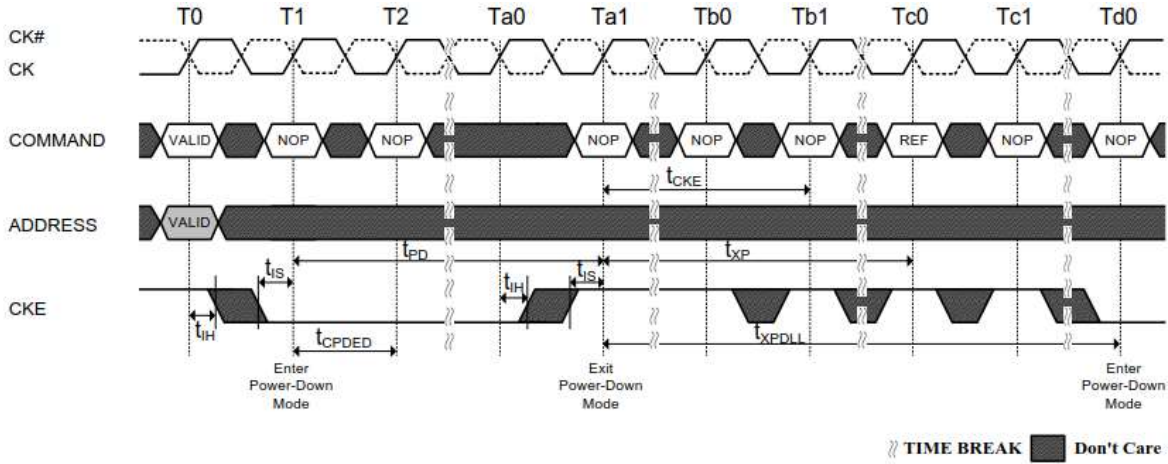 T0 T1 T2 Ta0 Ta1 Tb0 Tb1 Tc0 Tc1 Td0
CK#
CK
COMMAND VALID NOP NOP NOP NOP NOP REF NOP NOP
tCKE
ADDRESS VALID
tPD tXP
tIS tIH tIS
CKE
tIH tCPDED tXPDLL
Enter Power-Down Mode
Exit Power-Down Mode
Enter Power-Down Mode
TIME BREAK Don't Care